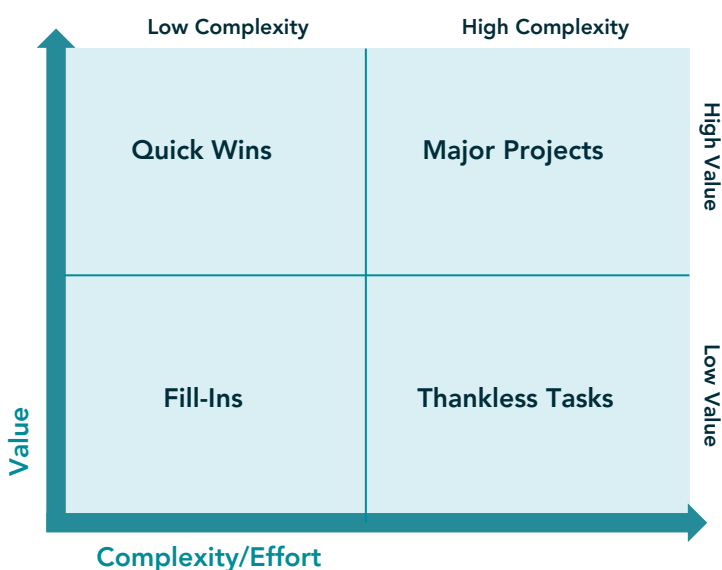 Low Complexity
High Complexity
Quick Wins
Major Projects
High Value
Fill-Ins
Thankless Tasks
Low Value
Value
Complexity/Effort